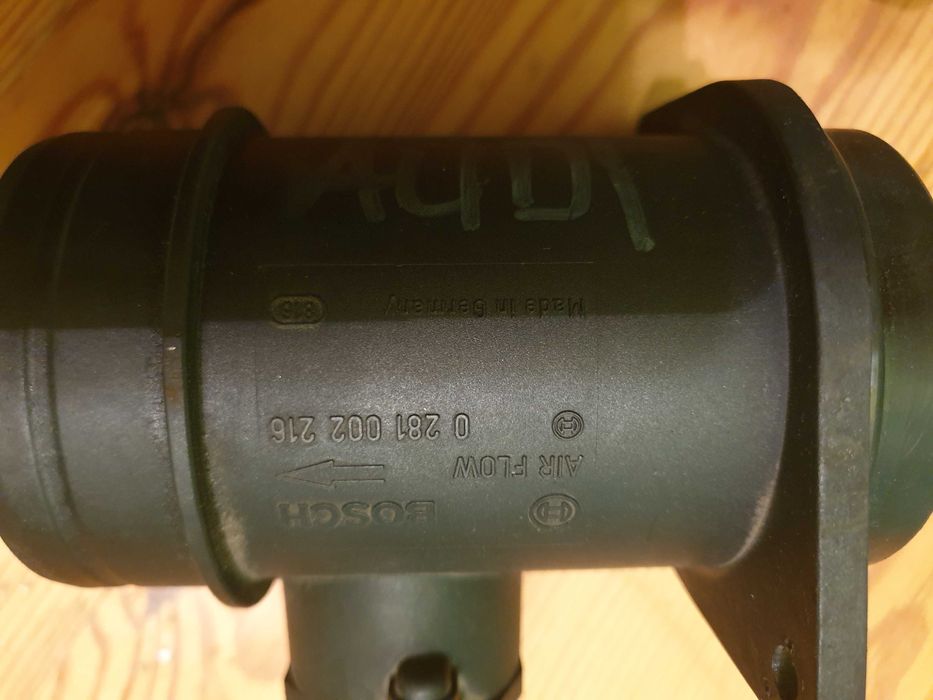 AUDI
BOSCH
AIR FLOW
0 281 002 216
Made in Germany